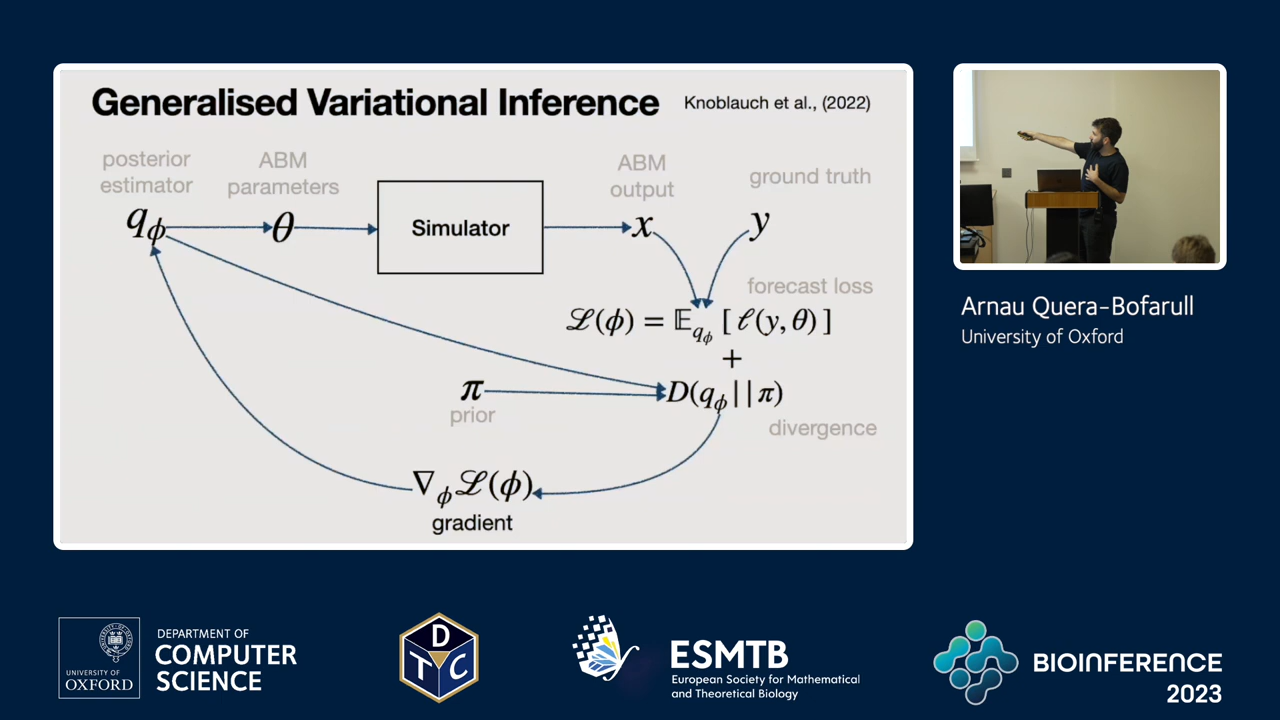 Generalised Variational Inference
Knoblauch et al., (2022)
posterior
estimator
ABM
parameters
ABM
output
ground truth
qϕ
θ
Simulator
x
y
forecast loss
ℒ(ϕ) = 𝔼qϕ [ ℓ(y, θ) ]
+
π
prior
D(qϕ||π)
divergence
∇ϕℒ(ϕ)
gradient
Arnau Quera-Bofarull
University of Oxford
UNIVERSITY OF
OXFORD
DEPARTMENT OF
COMPUTER
SCIENCE
D
T C
ESMTB
European Society for Mathematical
and Theoretical Biology
BIOINFERENCE
2023